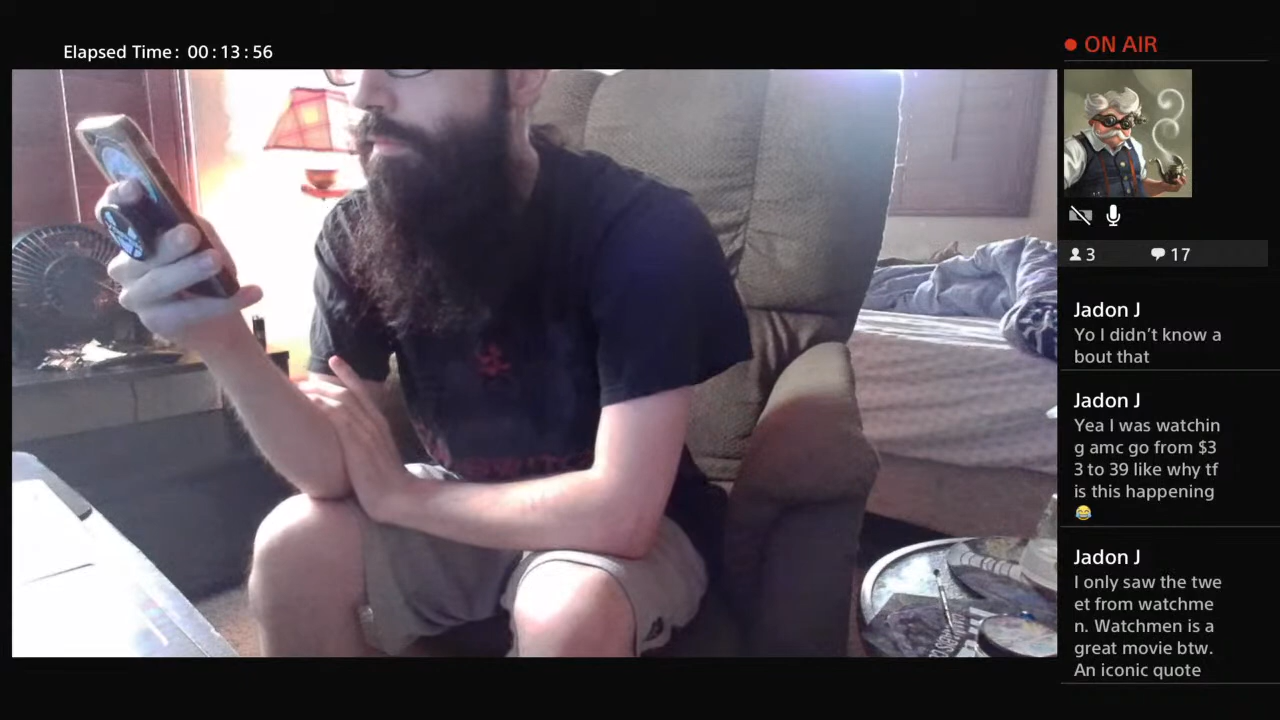 Elapsed Time: 00:13:56
ON AIR
3
17
Jadon J
Yo I didn't know a
bout that
Jadon J
Yea I was watchin
g amc go from $3
3 to 39 like why tf
is this happening
😂
Jadon J
I only saw the twe
et from watchme
n. Watchmen is a
great movie btw.
An iconic quote